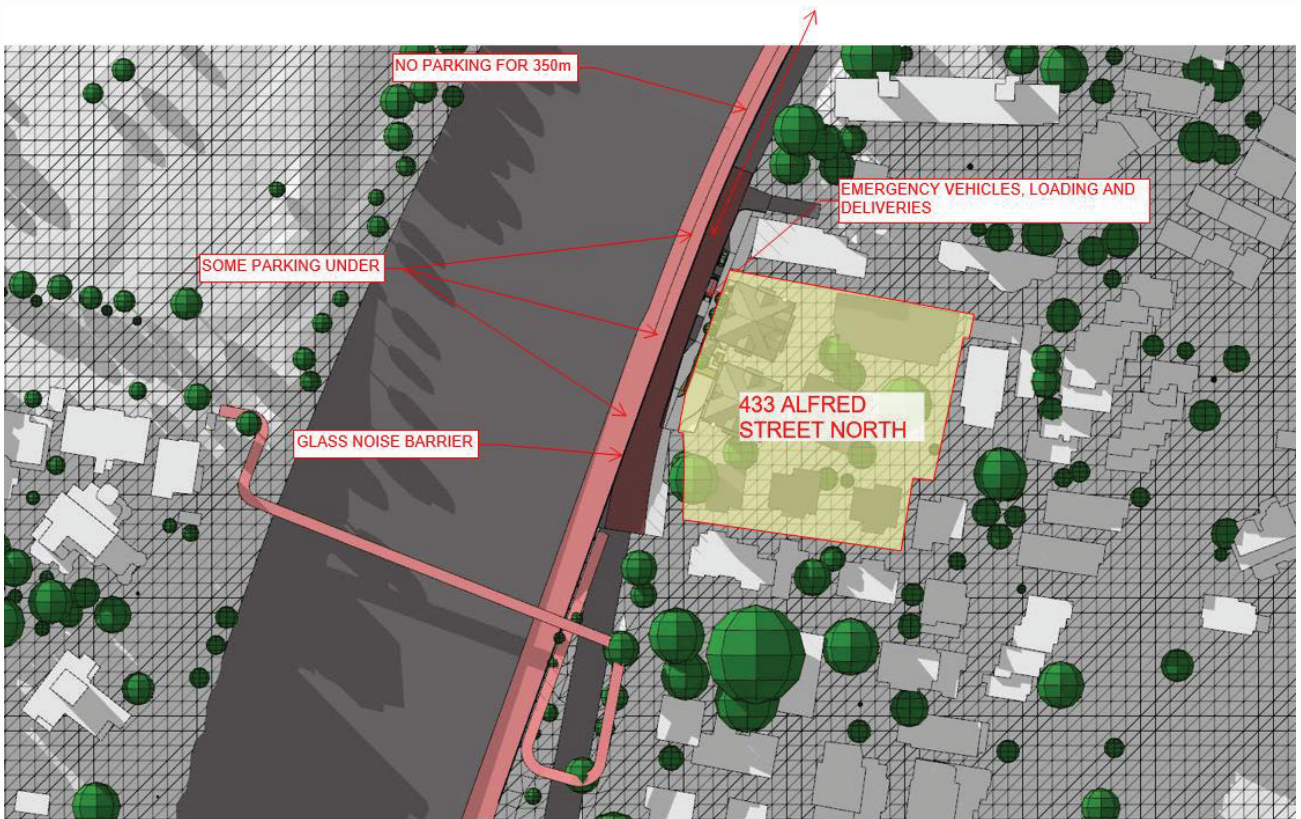 NO PARKING FOR 350m
EMERGENCY VEHICLES, LOADING AND
DELIVERIES
SOME PARKING UNDER
433 ALFRED
STREET NORTH
GLASS NOISE BARRIER